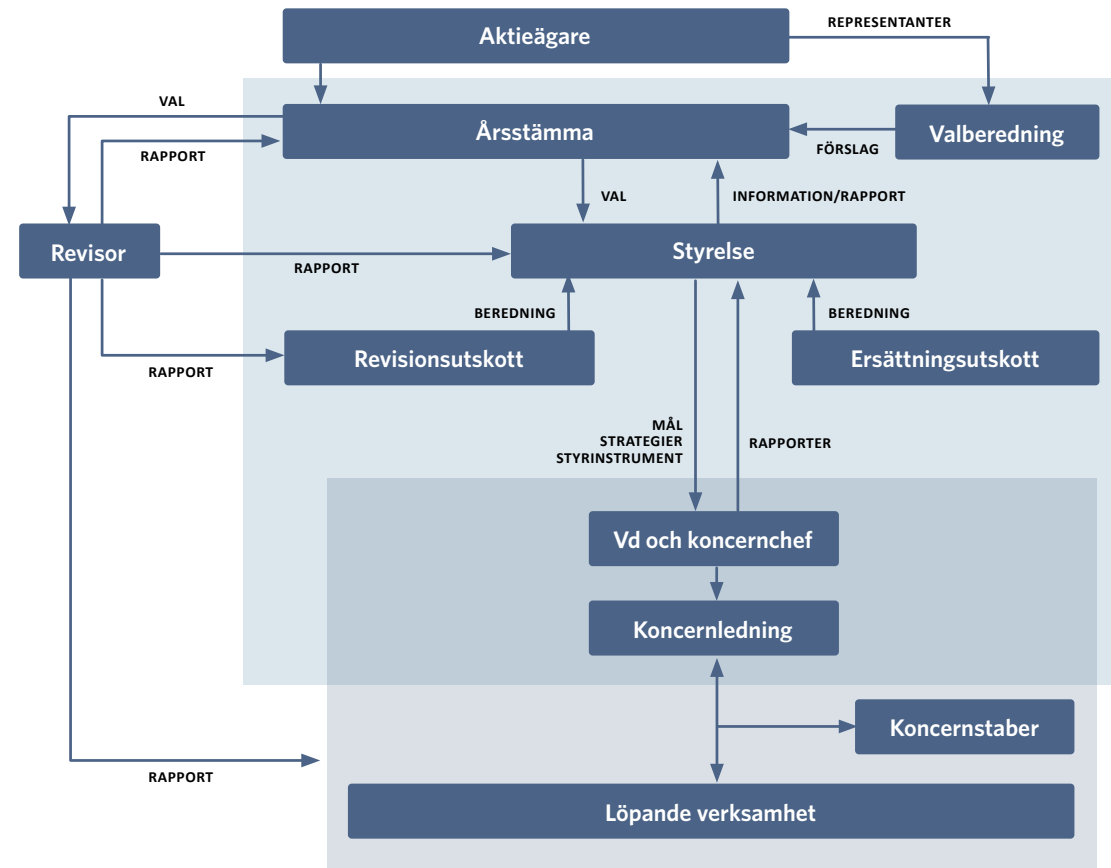 REPRESENTANTER
Aktieägare
VAL
Årsstämma
Valberedning
RAPPORT
FÖRSLAG
VAL
INFORMATION/RAPPORT
Revisor
Styrelse
RAPPORT
BEREDNING
BEREDNING
Revisionsutskott
Ersättningsutskott
RAPPORT
MÅL
STRATEGIER
STYRINSTRUMENT
RAPPORTER
Vd och koncernchef
Koncernledning
Koncernstaber
RAPPORT
Löpande verksamhet